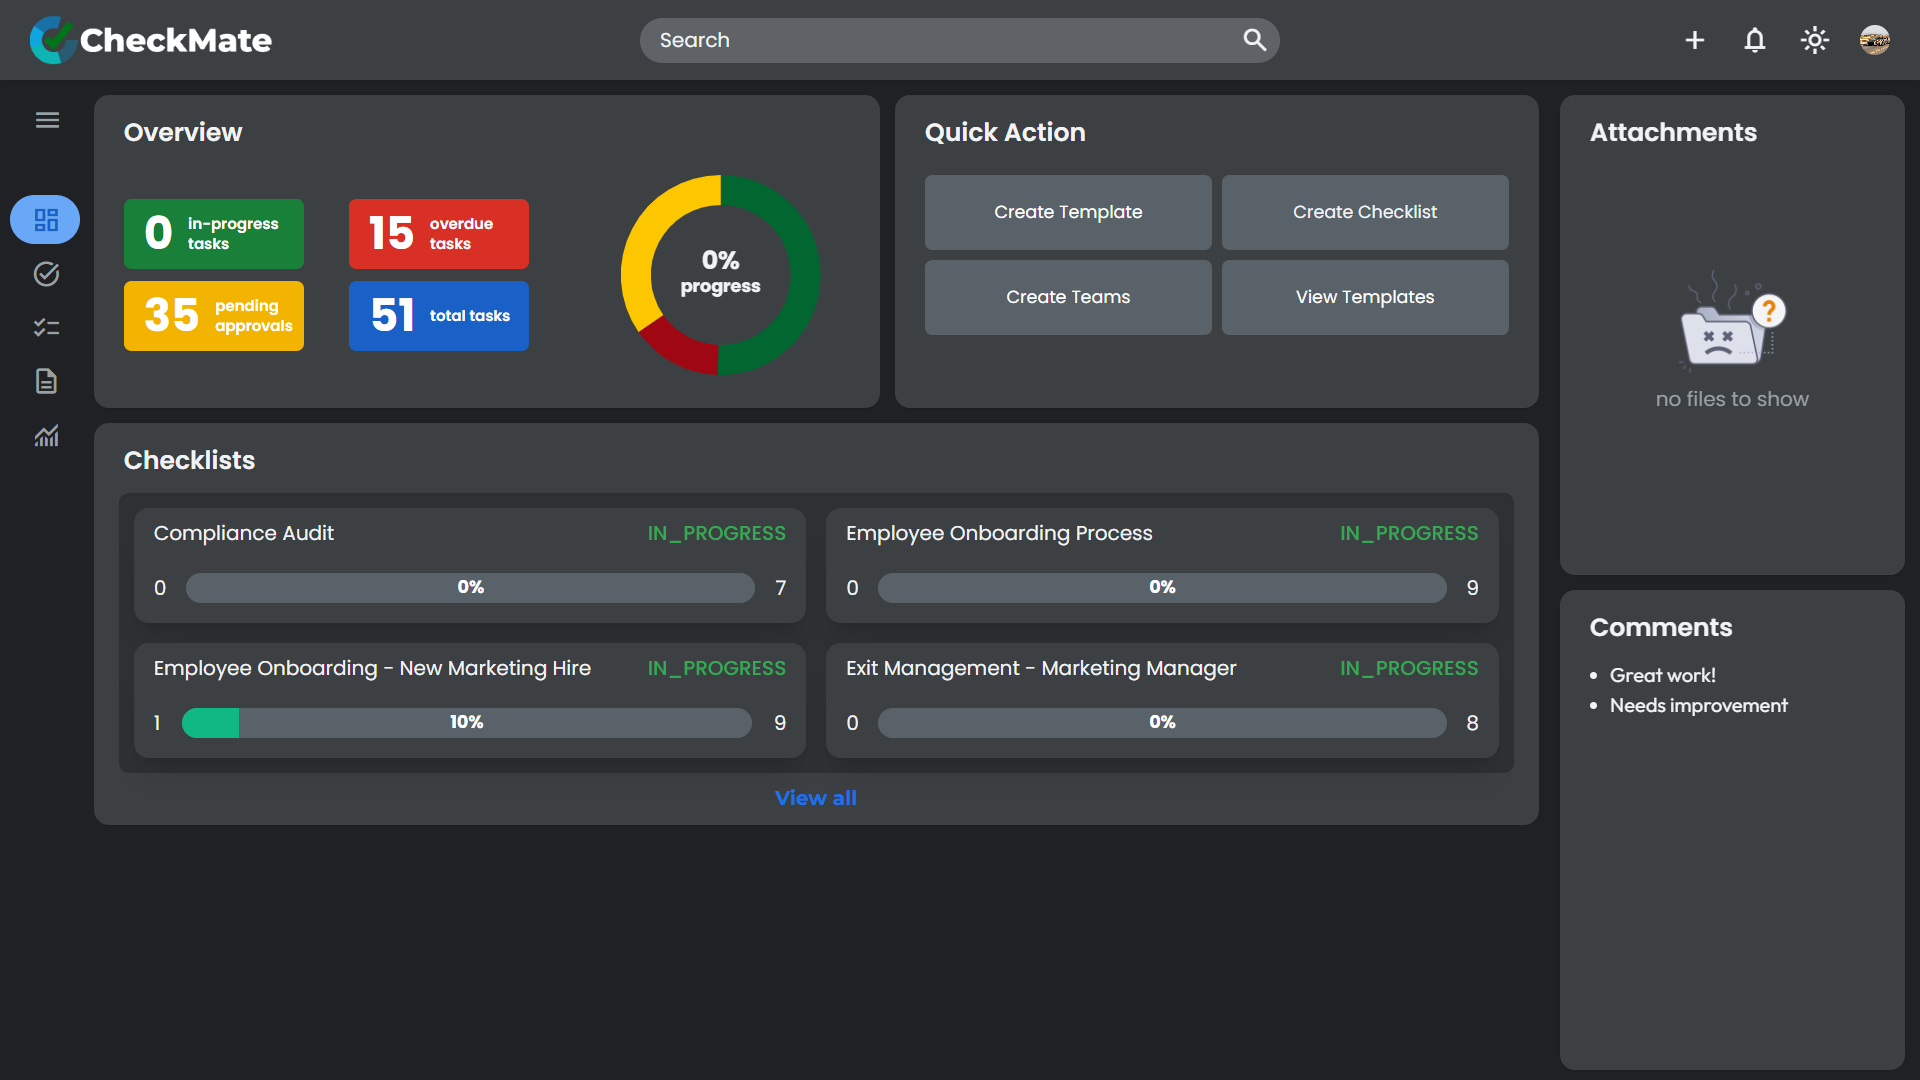 CheckMate
Search
Overview
0 in-progress
tasks
15 overdue
tasks
35 pending
approvals
51 total tasks
0%
progress
Quick Action
Create Template
Create Checklist
Create Teams
View Templates
Attachments
?
no files to show
Checklists
Compliance Audit IN_PROGRESS
0 0% 7
Employee Onboarding Process IN_PROGRESS
0 0% 9
Employee Onboarding - New Marketing Hire IN_PROGRESS
1 10% 9
Exit Management - Marketing Manager IN_PROGRESS
0 0% 8
View all
Comments
• Great work!
• Needs improvement